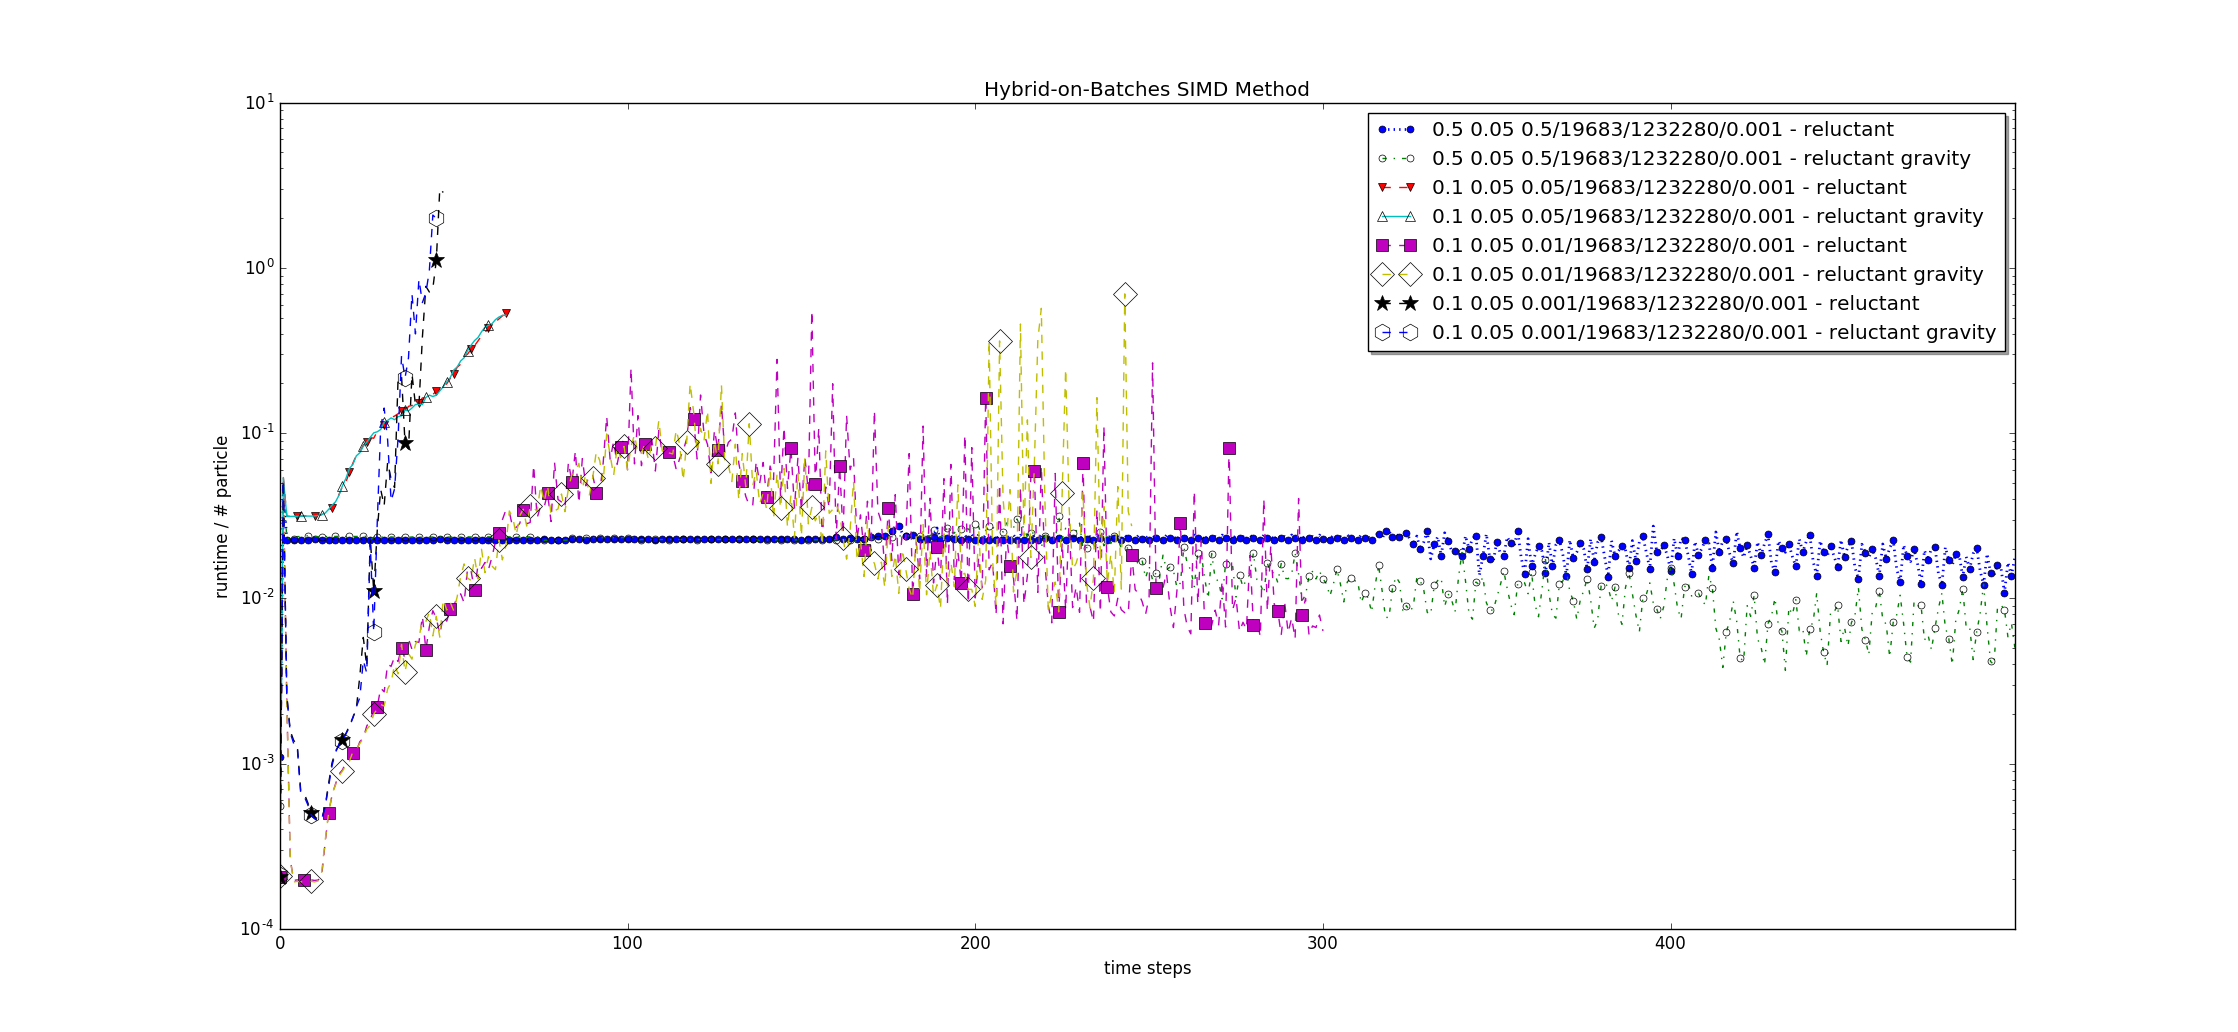 Hybrid-on-Batches SIMD Method
0.5 0.05 0.5/19683/1232280/0.001 - reluctant
0.5 0.05 0.5/19683/1232280/0.001 - reluctant gravity
0.1 0.05 0.05/19683/1232280/0.001 - reluctant
0.1 0.05 0.05/19683/1232280/0.001 - reluctant gravity
0.1 0.05 0.01/19683/1232280/0.001 - reluctant
0.1 0.05 0.01/19683/1232280/0.001 - reluctant gravity
0.1 0.05 0.001/19683/1232280/0.001 - reluctant
0.1 0.05 0.001/19683/1232280/0.001 - reluctant gravity
runtime / # particle
10^1
10^0
10^-1
10^-2
10^-3
10^-4
0 100 200 300 400
time steps